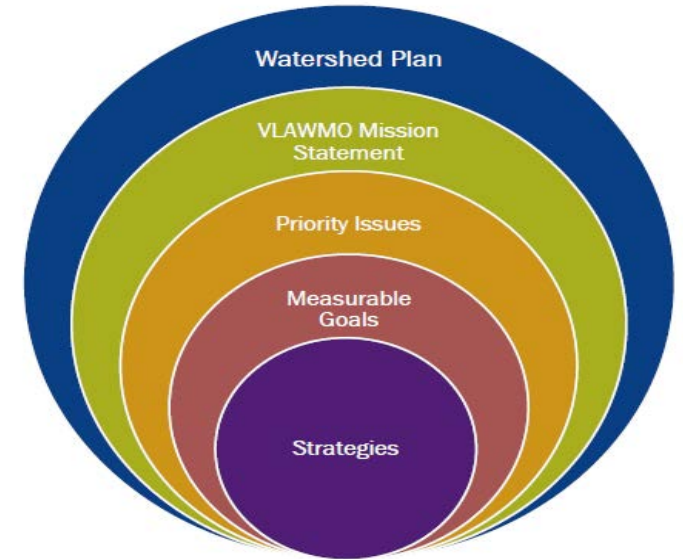 Watershed Plan
VLAWMO Mission
Statement
Priority Issues
Measurable
Goals
Strategies